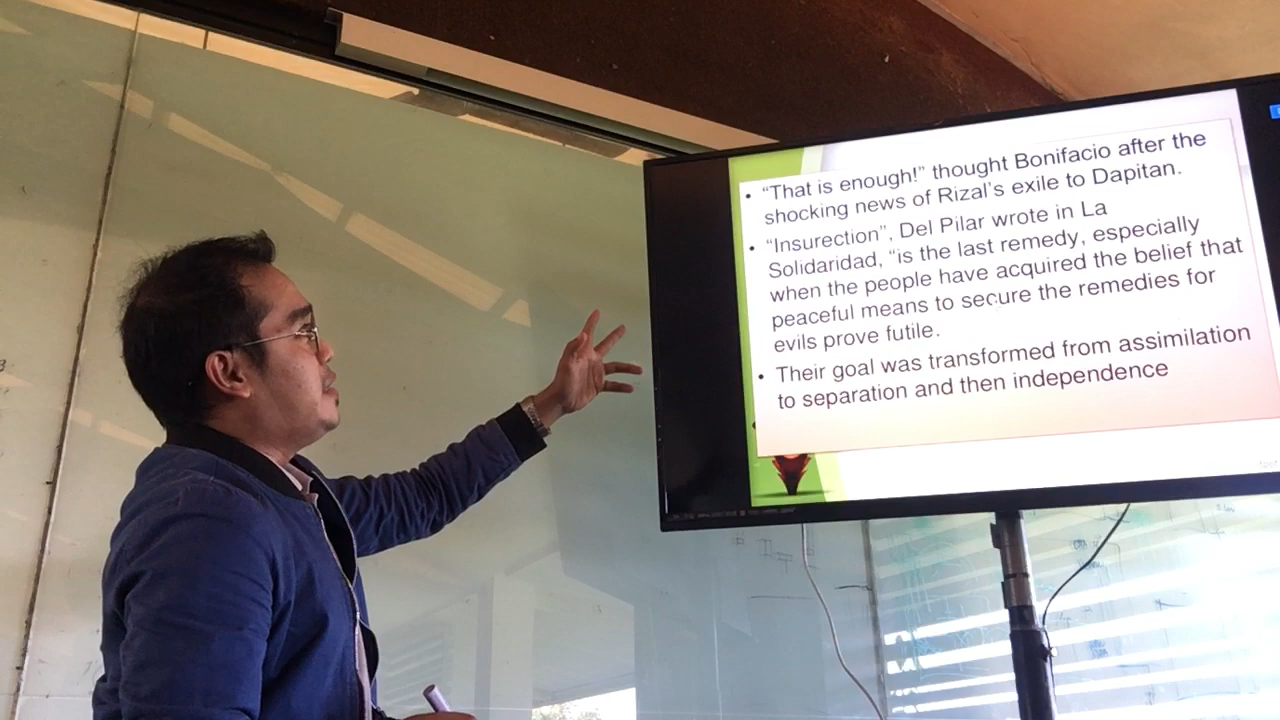 • “That is enough!” thought Bonifacio after the
shocking news of Rizal's exile to Dapitan.
• “Insurection”, Del Pilar wrote in La
Solidaridad, “is the last remedy, especially
when the people have acquired the belief that
peaceful means to secure the remedies for
evils prove futile.
• Their goal was transformed from assimilation
to separation and then independence